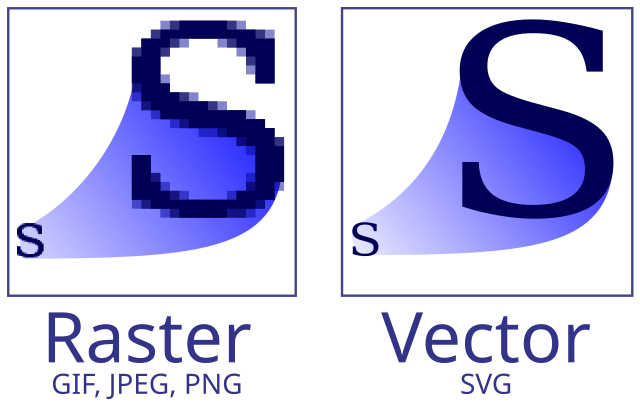 S
s
S
s
Raster
GIF, JPEG, PNG
Vector
SVG